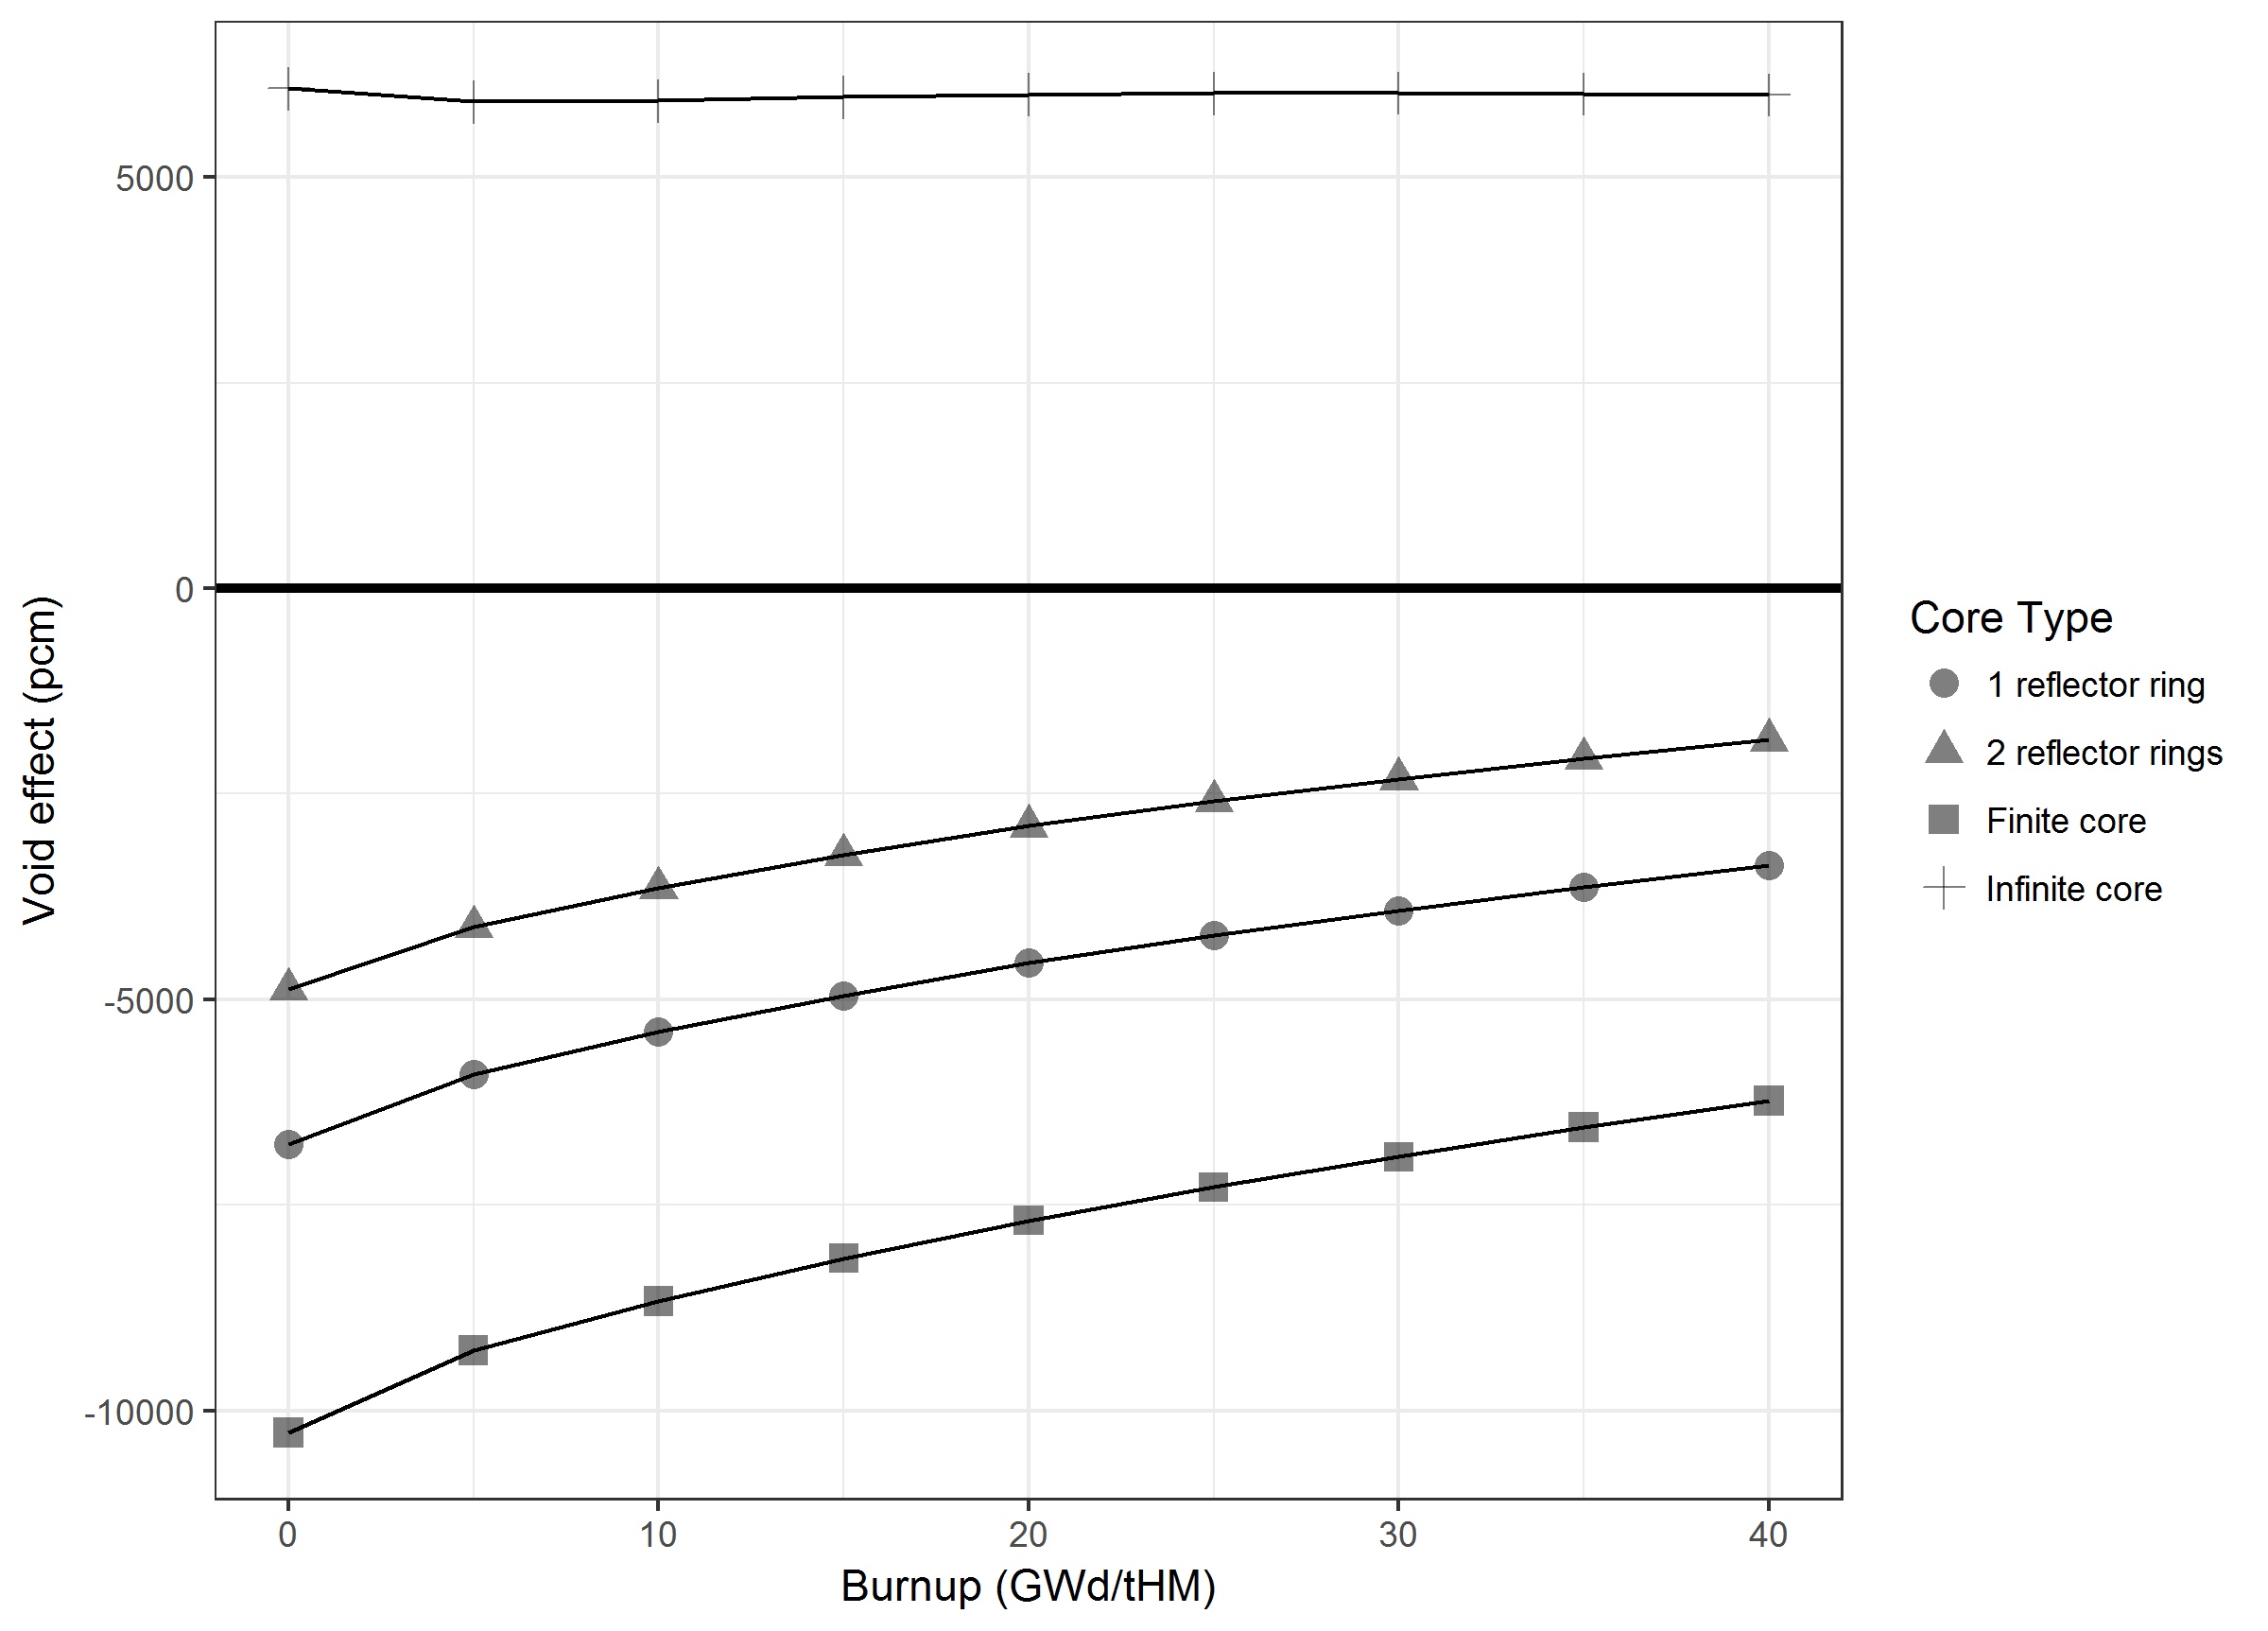 5000
0
-5000
-10000
Void effect (pcm)
0 10 20 30 40
Burnup (GWd/tHM)
Core Type
1 reflector ring
2 reflector rings
Finite core
Infinite core